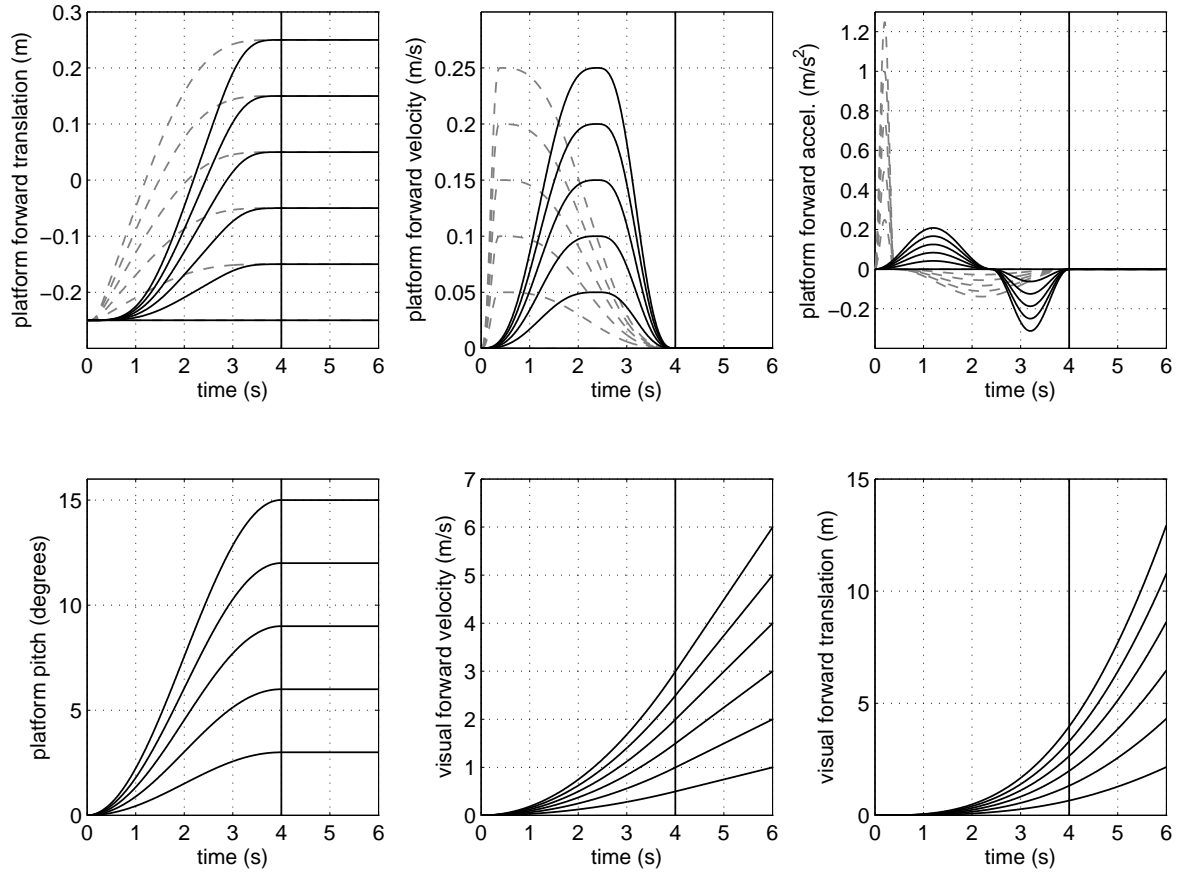 platform forward translation (m)
0.3
0.2
0.1
0
−0.1
−0.2
0 1 2 3 4 5 6
time (s)
platform forward velocity (m/s)
0.25
0.20
0.15
0.1
0.05
0
0 1 2 3 4 5 6
time (s)
platform forward accel. (m/s²)
1.2
1.0
0.8
0.6
0.4
0.2
0
−0.2
0 1 2 3 4 5 6
time (s)
platform pitch (degrees)
15
10
5
0
0 1 2 3 4 5 6
time (s)
visual forward velocity (m/s)
7
6
5
4
3
2
1
0
0 1 2 3 4 5 6
time (s)
visual forward translation (m)
15
10
5
0
0 1 2 3 4 5 6
time (s)